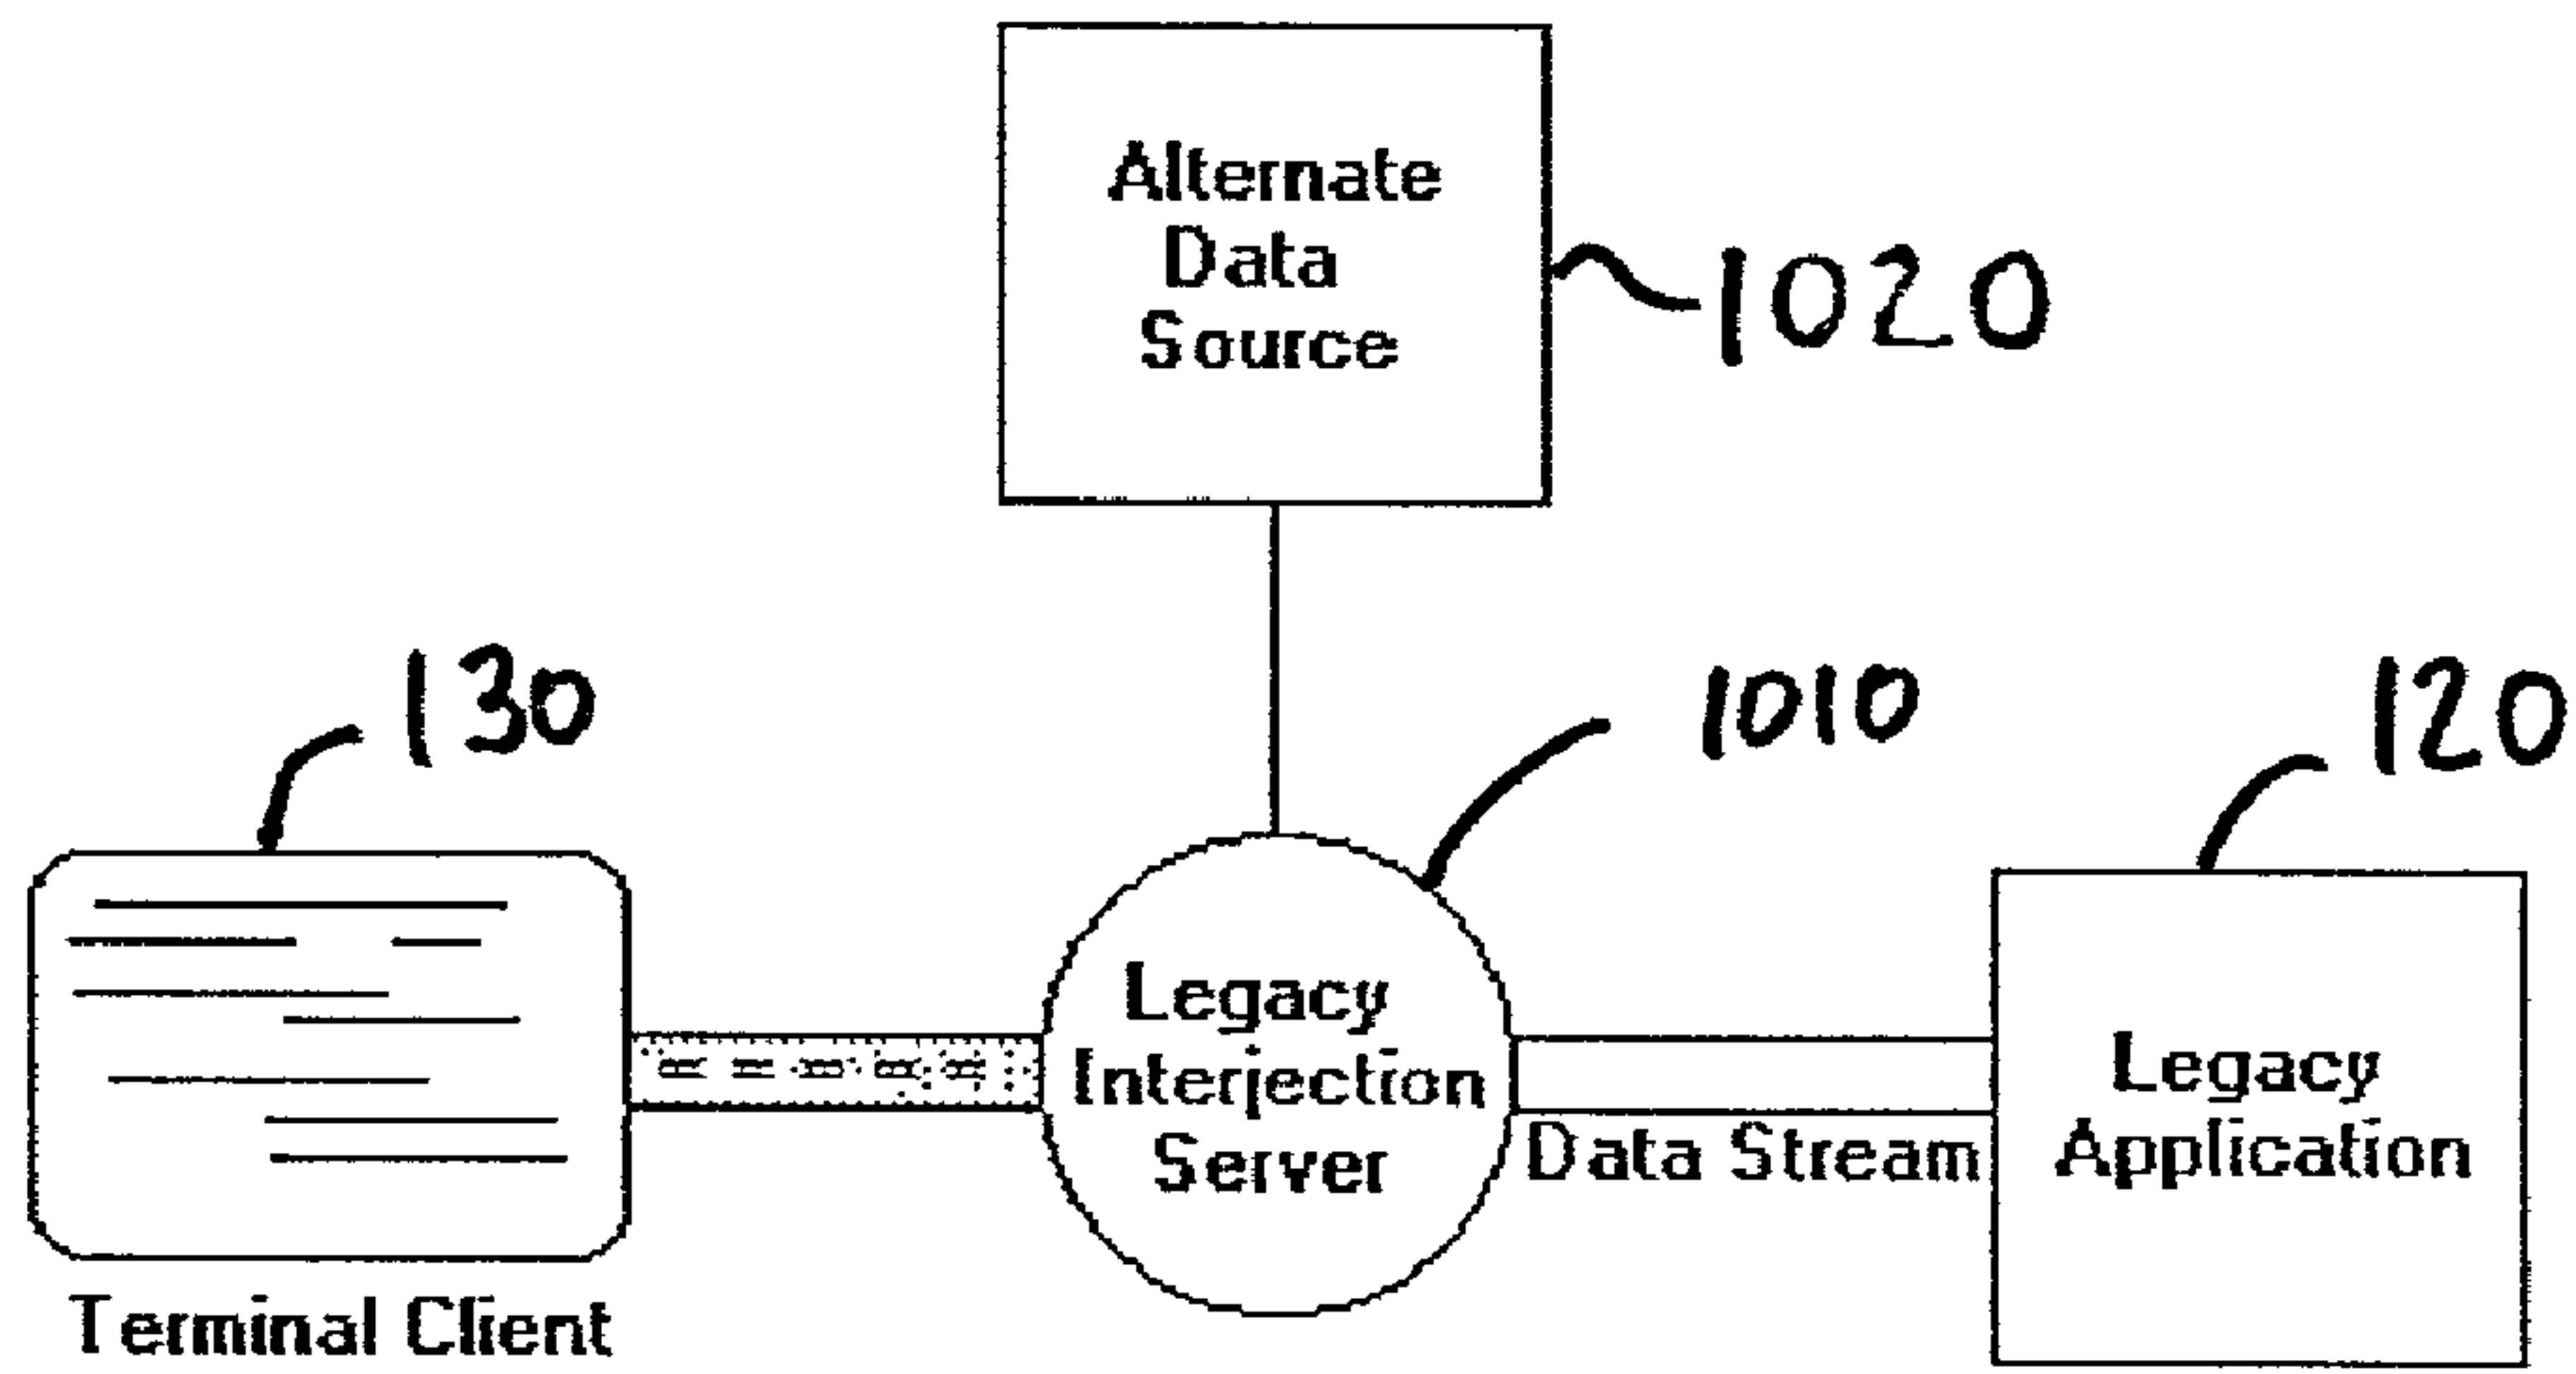 Alternate
Data
Source
1020
130
1010
120
Legacy
Interjection
Server
Data Stream
Legacy
Application
Terminal Client